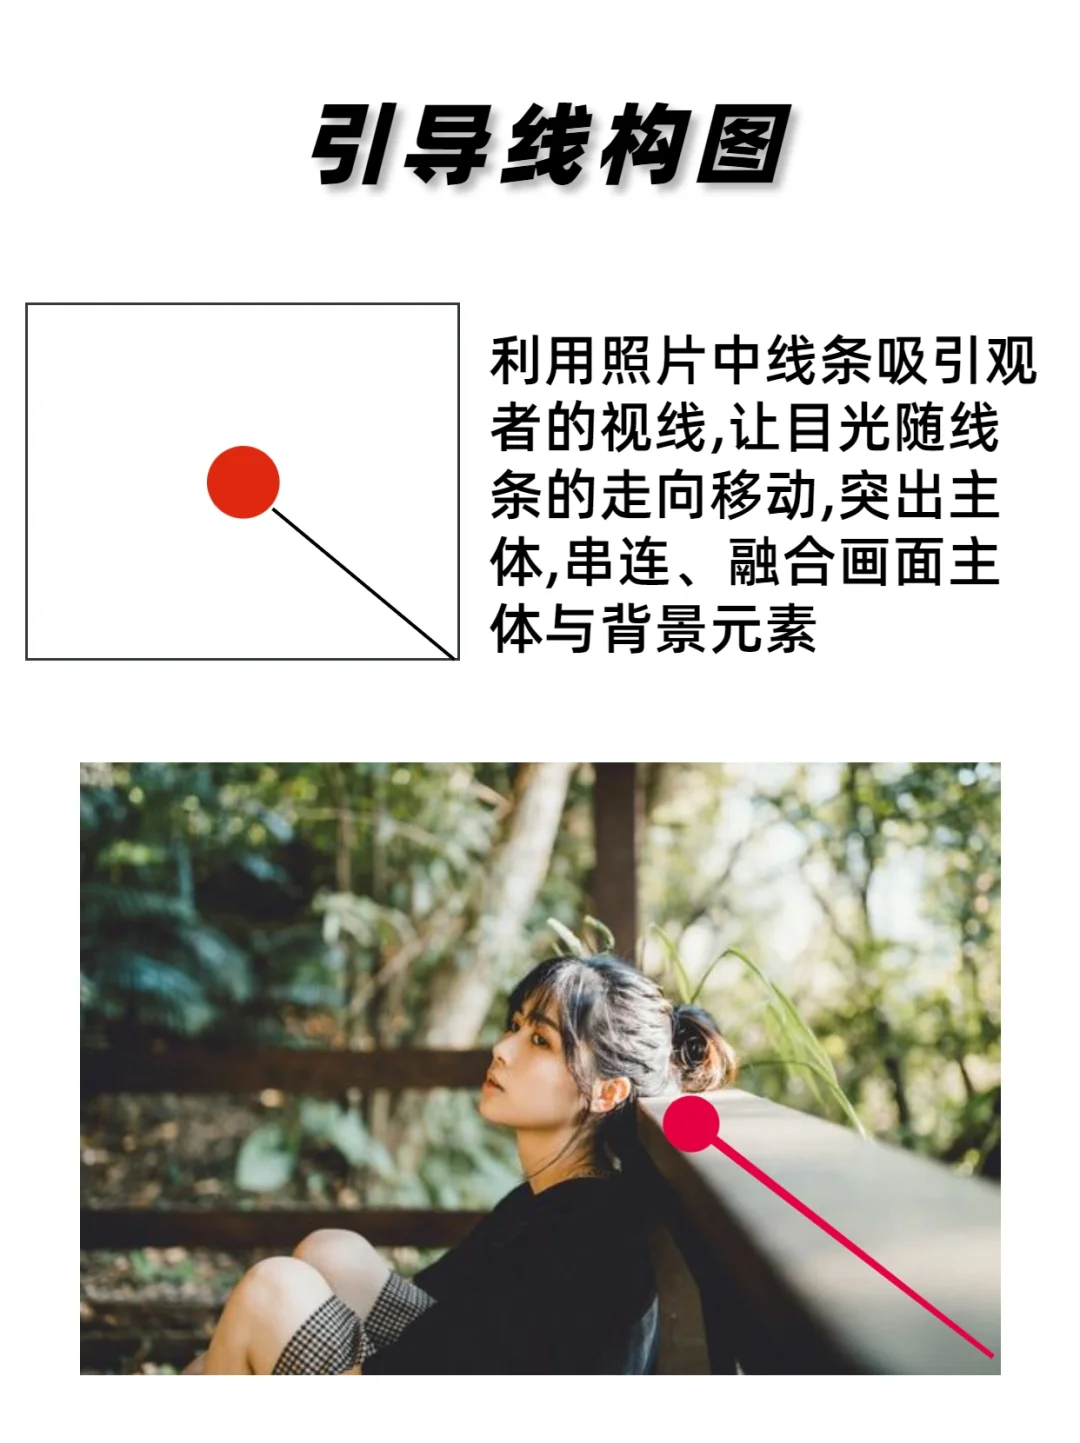 引导线构图
利用照片中线条吸引观
者的视线,让目光随线
条的走向移动,突出主
体,串连、融合画面主
体与背景元素